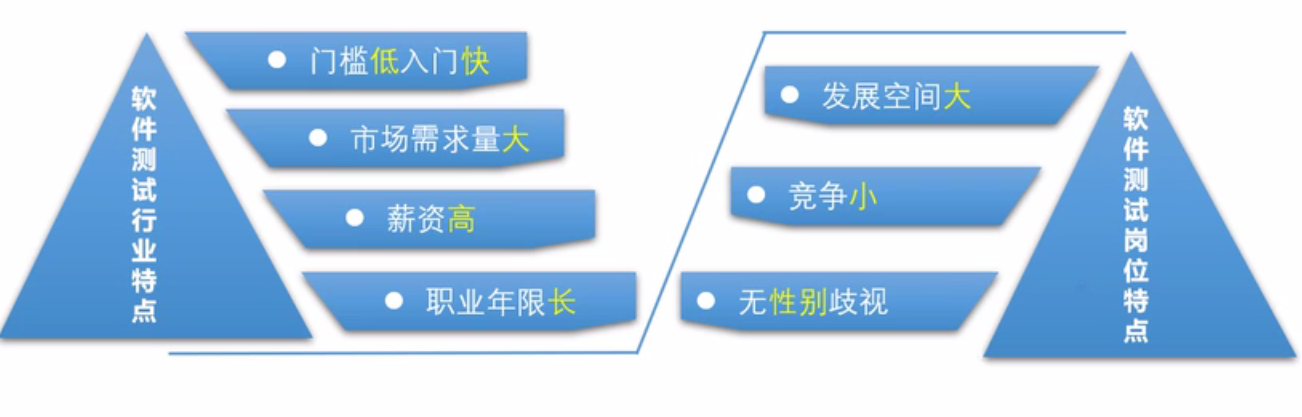 软件测试行业特点
门槛低入门快
市场需求量大
薪资高
职业年限长
发展空间大
竞争小
无性别歧视
软件测试岗位特点